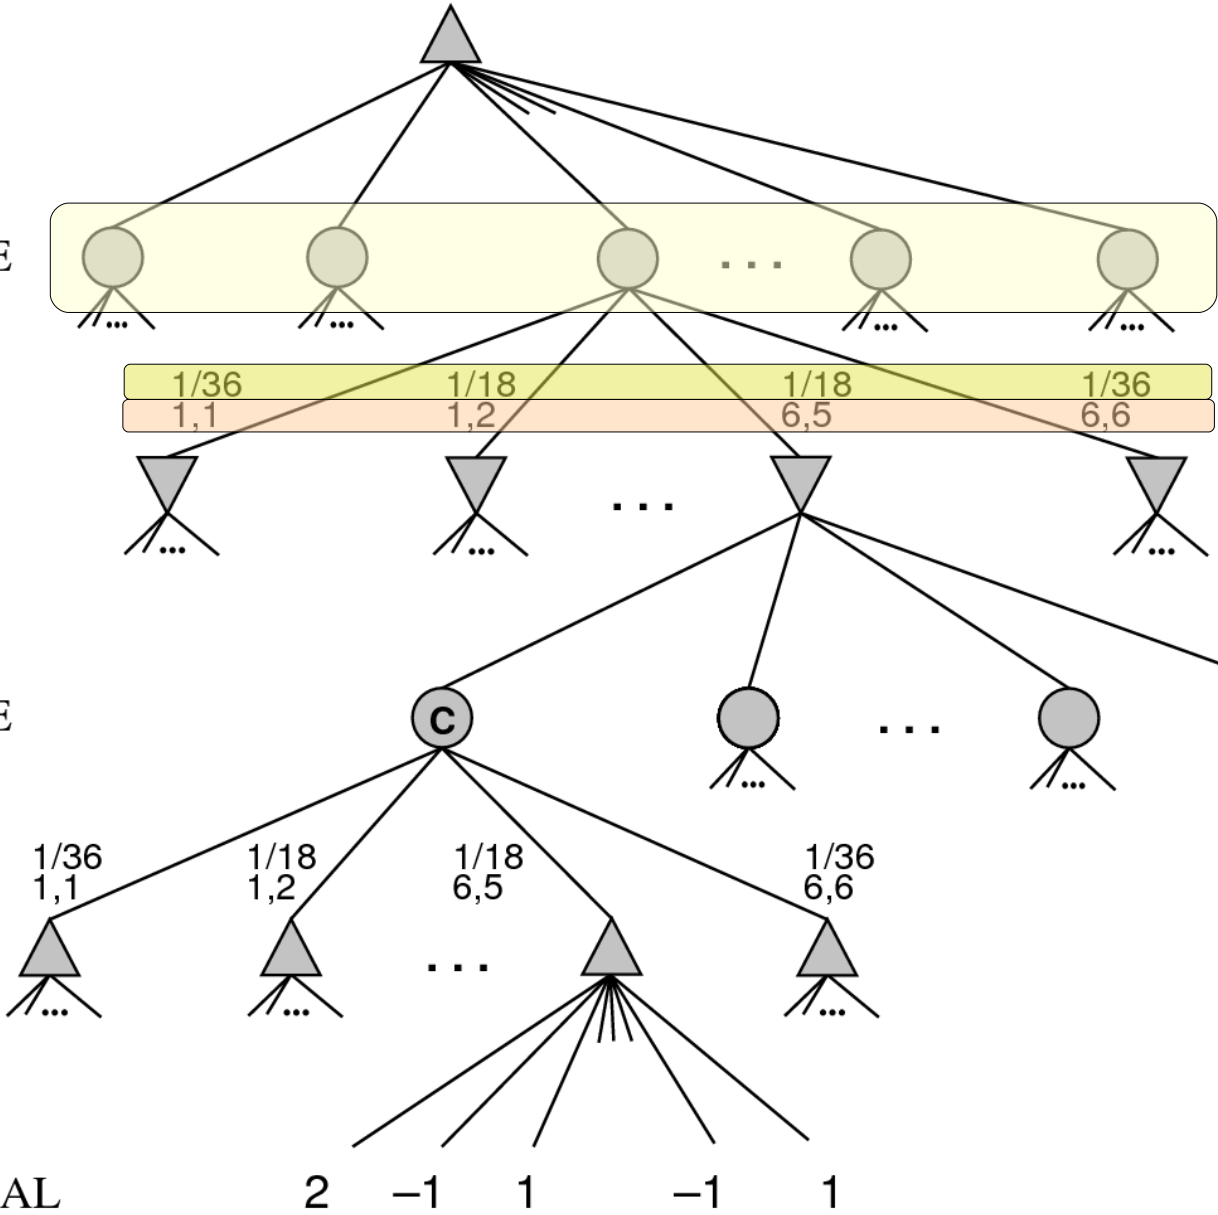 E
...
... ... ... ... ...
1/36 1/18 1/18 1/36
1,1 1,2 6,5 6,6
...
... ... ... ...
E
C ...
... ...
1/36 1/18 1/18 1/36
1,1 1,2 6,5 6,6
...
... ... ...
AL 2 –1 1 –1 1